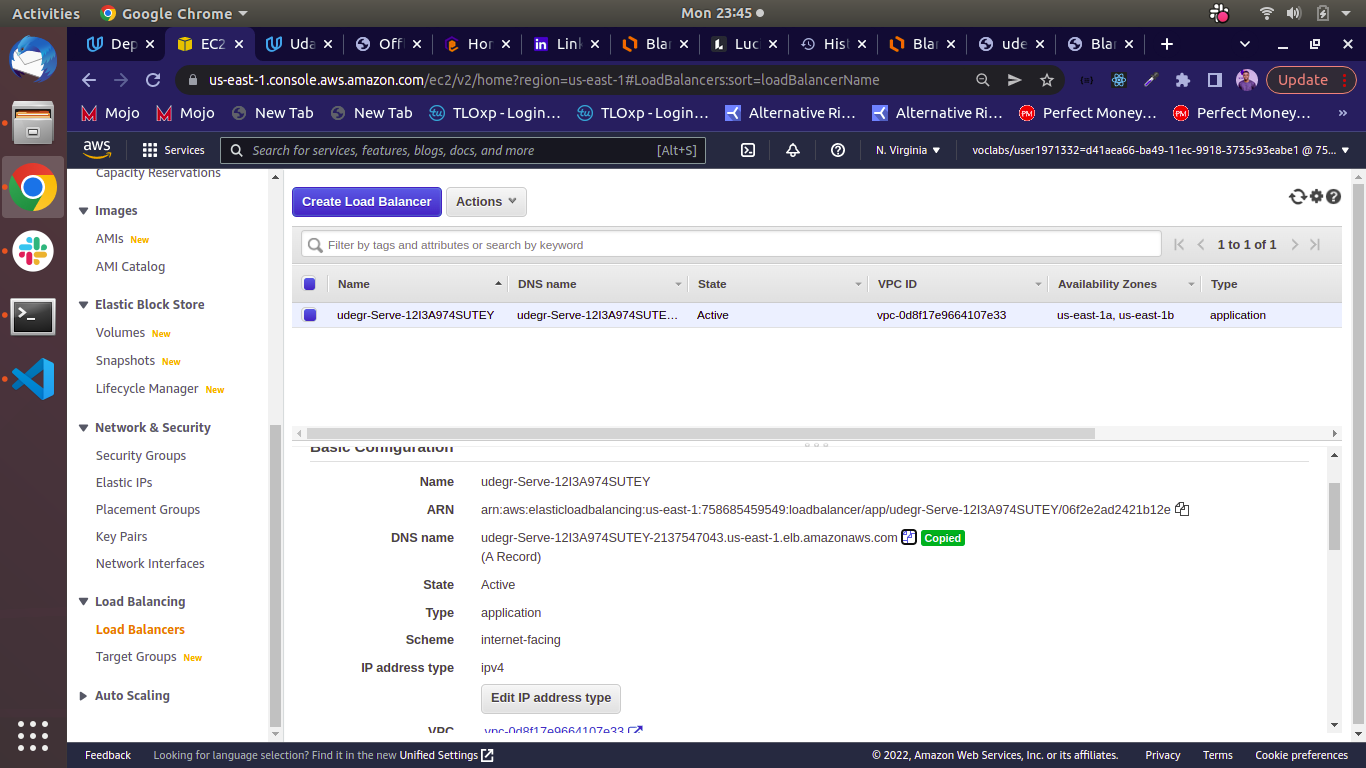 Activities Google Chrome Mon 23:45
Dep EC2 Uda Offi Hor Link Blar Lucl Hist Blar ude Blar
us-east-1.console.aws.amazon.com/ec2/v2/home?region=us-east-1#LoadBalancers:sort=loadBalancerName Update
Mojo Mojo New Tab New Tab TLOxp - Login… TLOxp - Login… Alternative Ri… Alternative Ri… Perfect Money… Perfect Money… »
aws Services Search for services, features, blogs, docs, and more [Alt+S] N. Virginia voclabs/user1971332=d41aea66-ba49-11ec-9918-3735c93eabe1 @ 75...
Capacity Reservations
Images
AMIs New
AMI Catalog
Elastic Block Store
Volumes New
Snapshots New
Lifecycle Manager New
Network & Security
Security Groups
Elastic IPs
Placement Groups
Key Pairs
Network Interfaces
Load Balancing
Load Balancers
Target Groups New
Auto Scaling
Create Load Balancer Actions
Filter by tags and attributes or search by keyword 1 to 1 of 1
Name DNS name State VPC ID Availability Zones Type
udegr-Serve-12I3A974SUTEY udegr-Serve-12I3A974SUTE… Active vpc-0d8f17e9664107e33 us-east-1a, us-east-1b application
Basic Configuration
Name udegr-Serve-12I3A974SUTEY
ARN arn:aws:elasticloadbalancing:us-east-1:758685459549:loadbalancer/app/udegr-Serve-12I3A974SUTEY/06f2e2ad2421b12e
DNS name udegr-Serve-12I3A974SUTEY-2137547043.us-east-1.elb.amazonaws.com Copied
(A Record)
State Active
Type application
Scheme internet-facing
IP address type ipv4
Edit IP address type
VPC vpc-0d8f17e9664107e33
Feedback Looking for language selection? Find it in the new Unified Settings © 2022, Amazon Web Services, Inc. or its affiliates. Privacy Terms Cookie preferences